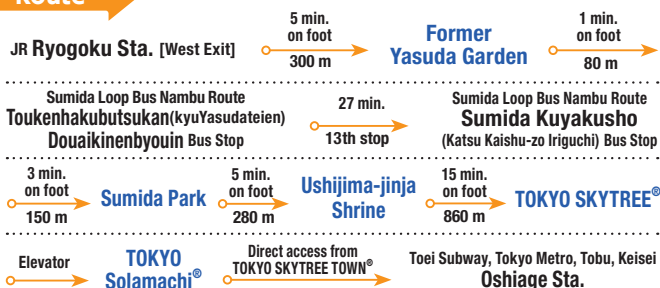 Route
5 min.
on foot
1 min.
on foot
JR Ryogoku Sta. [West Exit]
Former
Yasuda Garden
300 m
80 m
Sumida Loop Bus Nambu Route
Toukenhakubutsukan(kyuYasudateien)
Douaikinenbyouin Bus Stop
27 min.
13th stop
Sumida Loop Bus Nambu Route
Sumida Kuyakusho
(Katsu Kaishu-zo Iriguchi) Bus Stop
3 min.
on foot
150 m
Sumida Park
5 min.
on foot
280 m
Ushijima-jinja
Shrine
15 min.
on foot
860 m
TOKYO SKYTREE®
Elevator
TOKYO
Solamachi®
Direct access from
TOKYO SKYTREE TOWN®
Toei Subway, Tokyo Metro, Tobu, Keisei
Oshiage Sta.